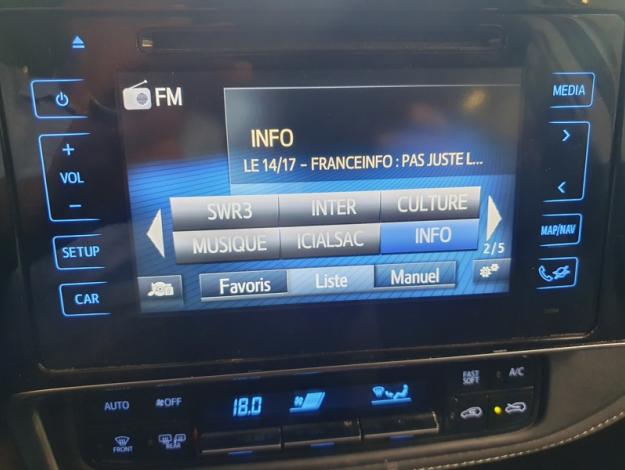 FM
MEDIA
INFO
LE 14/17 – FRANCEINFO : PAS JUSTE L...
+
VOL
–
SETUP
CAR
> 
<
MAP/NAV
SWR3 INTER CULTURE
MUSIQUE ICIALSAC INFO
2/5
Favoris Liste Manuel
AUTO OFF 18.0 FAST SOFT A/C
FRONT REAR